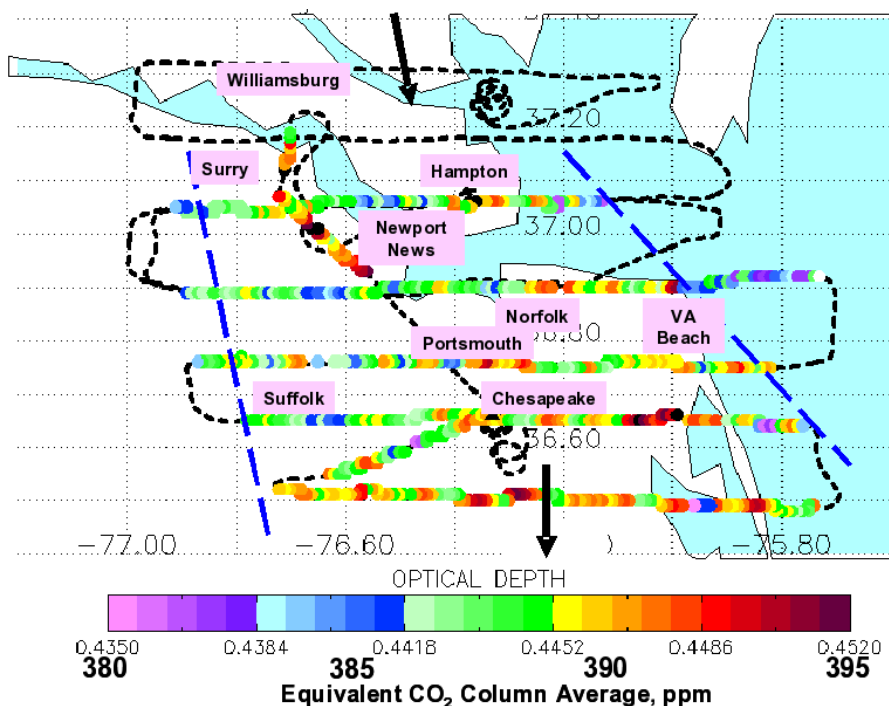 37.20
Williamsburg
Surry
Hampton
37.00
Newport
News
Norfolk
VA
Beach
Portsmouth
Suffolk
Chesapeake
36.60
−77.00
−76.60
)
−75.80
OPTICAL DEPTH
0.4350
0.4384
0.4418
0.4452
0.4486
0.4520
380
385
390
395
Equivalent CO₂ Column Average, ppm